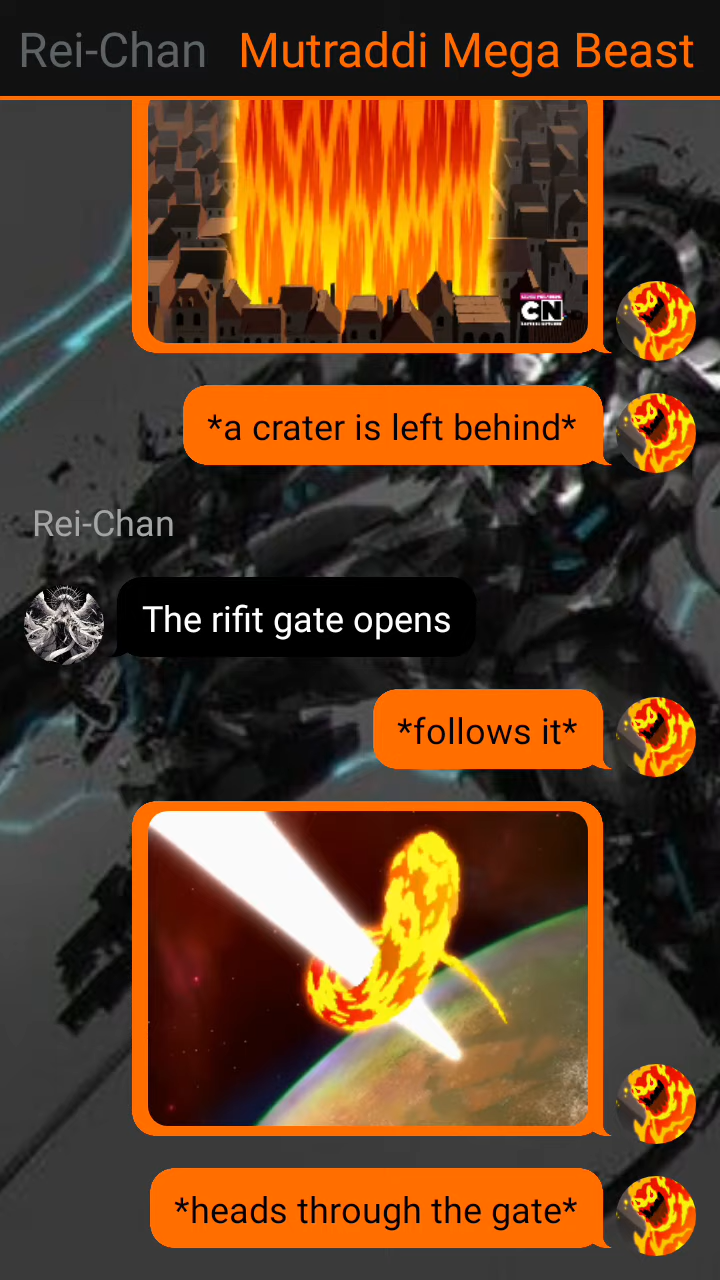 Rei-Chan Mutraddi Mega Beast
CN
*a crater is left behind*
Rei-Chan
The rifit gate opens
*follows it*
*heads through the gate*